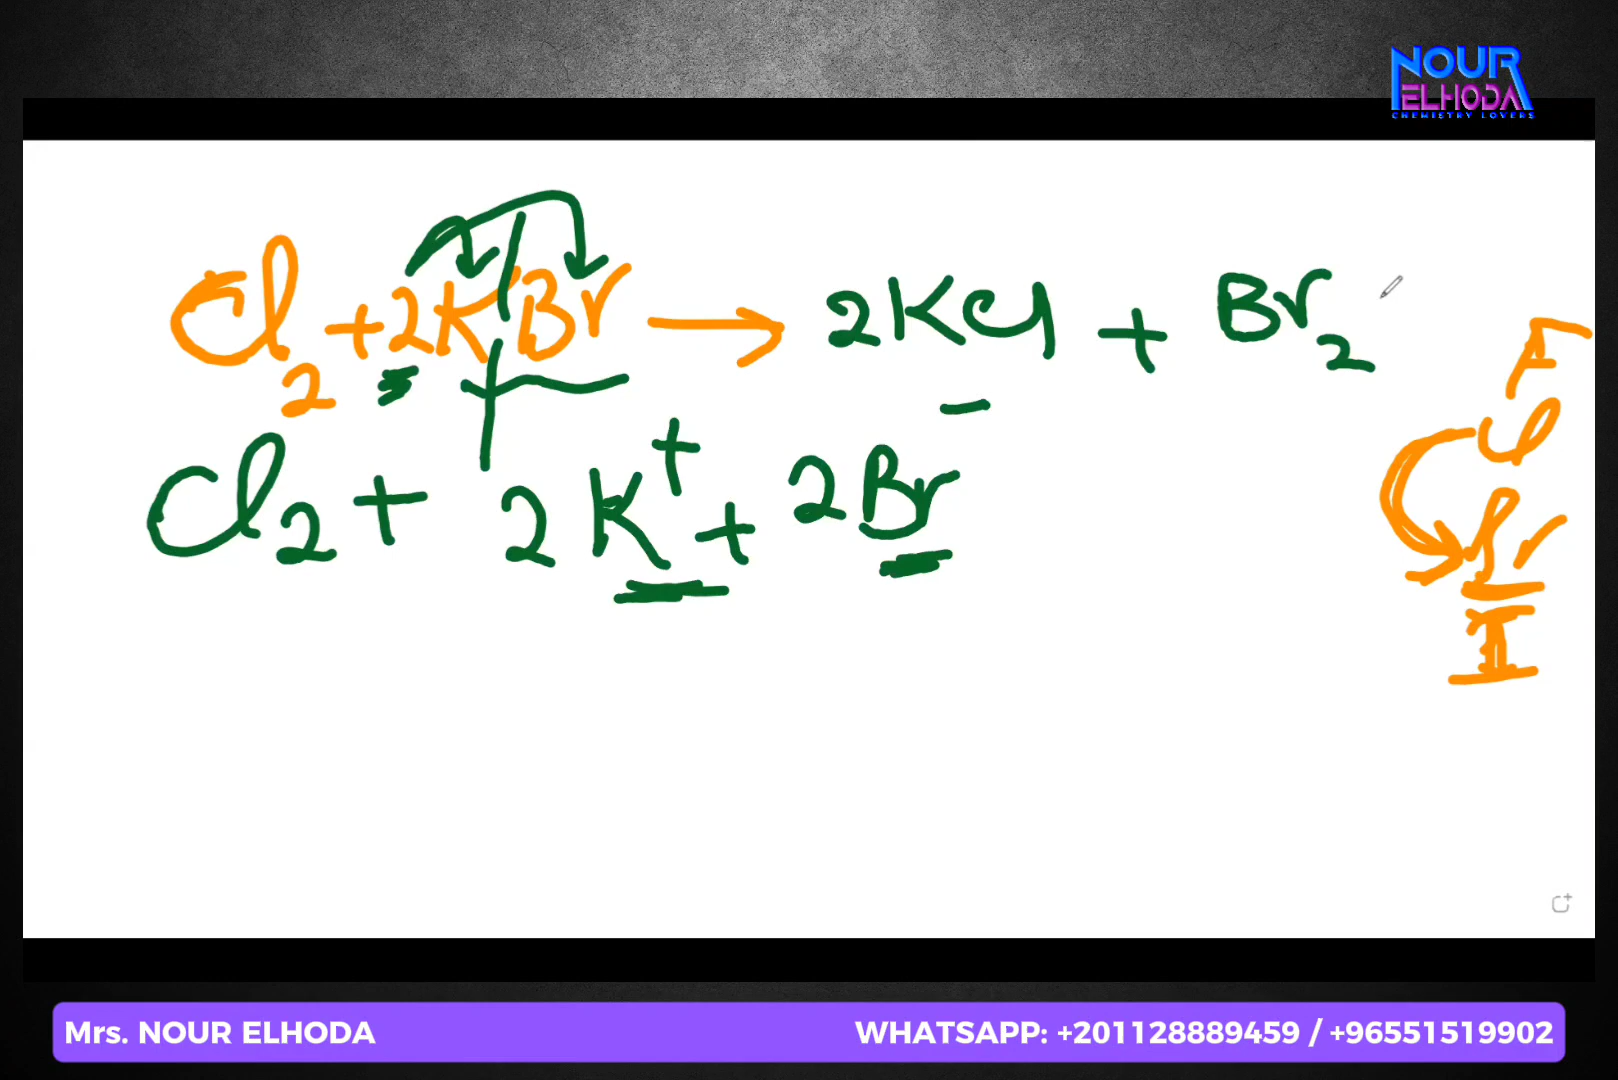 NOUR
ELHODA
CHEMISTRY LOVERS
Cl2 + 2KBr → 2KCl + Br2
Cl2 + 2K+ + 2Br-
F
Cl
Br
I
Mrs. NOUR ELHODA
WHATSAPP: +201128889459 / +96551519902